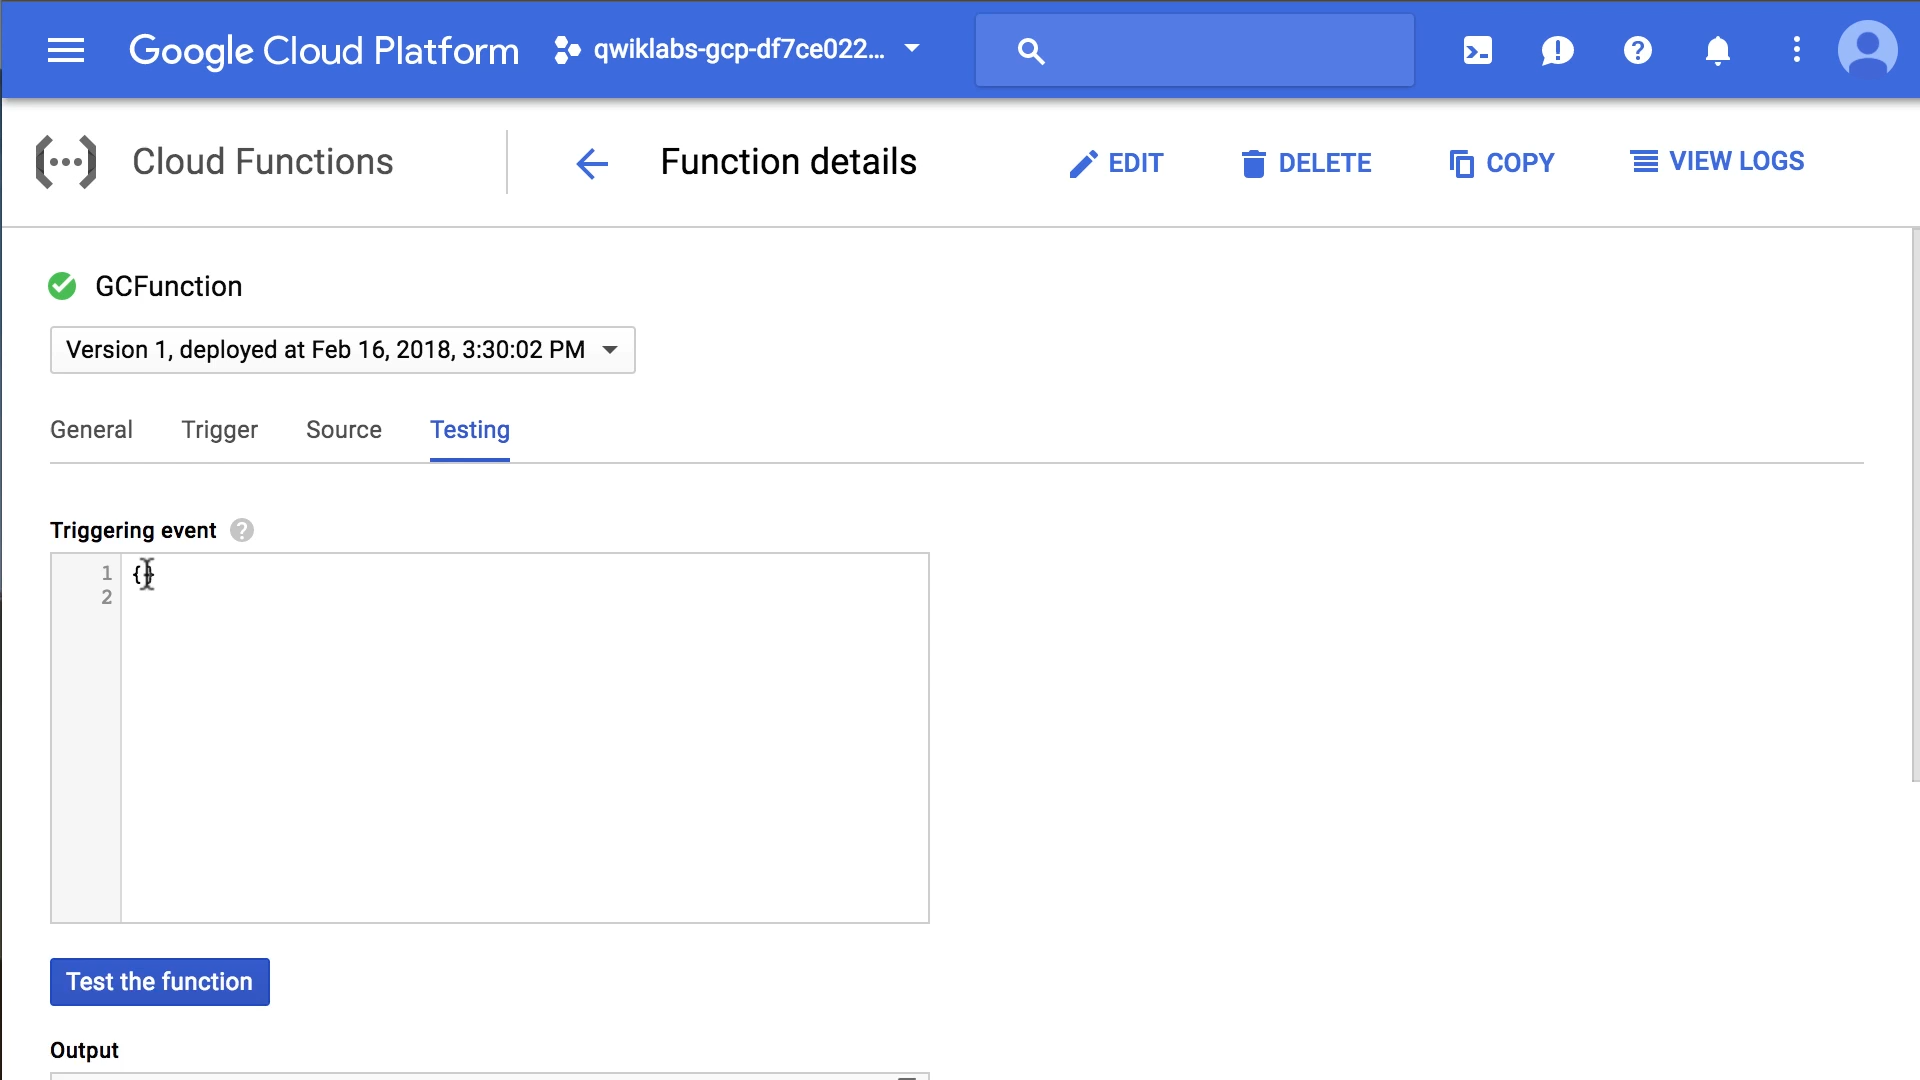 Google Cloud Platform qwiklabs-gcp-df7ce022...
Cloud Functions Function details EDIT DELETE COPY VIEW LOGS
GCFunction
Version 1, deployed at Feb 16, 2018, 3:30:02 PM
General Trigger Source Testing
Triggering event ?
1 {}
2
Test the function
Output